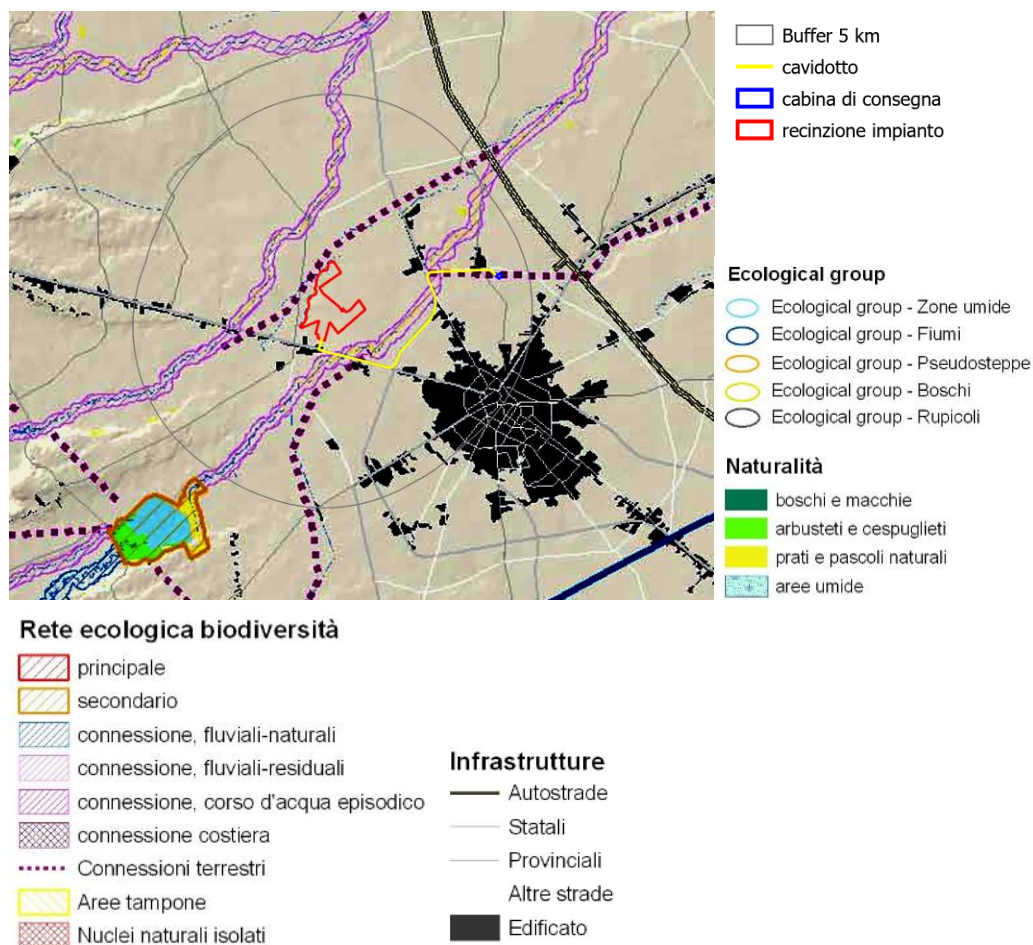 Buffer 5 km
cavidotto
cabina di consegna
recinzione impianto
Ecological group
Ecological group - Zone umide
Ecological group - Fiumi
Ecological group - Pseudosteppe
Ecological group - Boschi
Ecological group - Rupicoli
Naturalità
boschi e macchie
arbusteti e cespuglieti
prati e pascoli naturali
aree umide
Rete ecologica biodiversità
principale
secondario
connessione, fluviali-naturali
connessione, fluviali-residuali
connessione, corso d'acqua episodico
connessione costiera
Connessioni terrestri
Aree tampone
Nuclei naturali isolati
Infrastrutture
Autostrade
Statali
Provinciali
Altre strade
Edificato